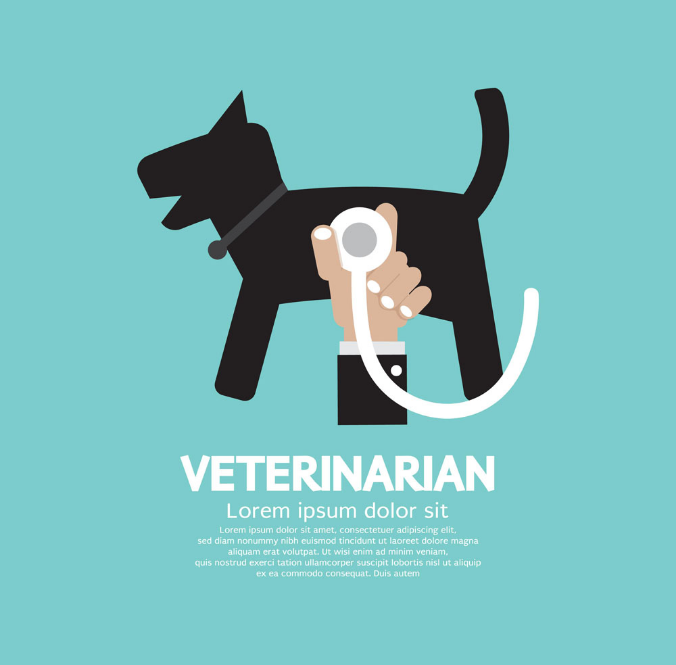 VETERINARIAN
Lorem ipsum dolor sit
Lorem ipsum dolor sit amet, consectetuer adipiscing elit,
sed diam nonummy nibh euismod tincidunt ut laoreet dolore magna
aliquam erat volutpat. Ut wisi enim ad minim veniam,
quis nostrud exerci tation ullamcorper suscipit lobortis nisl ut aliquip
ex ea commodo consequat. Duis autem